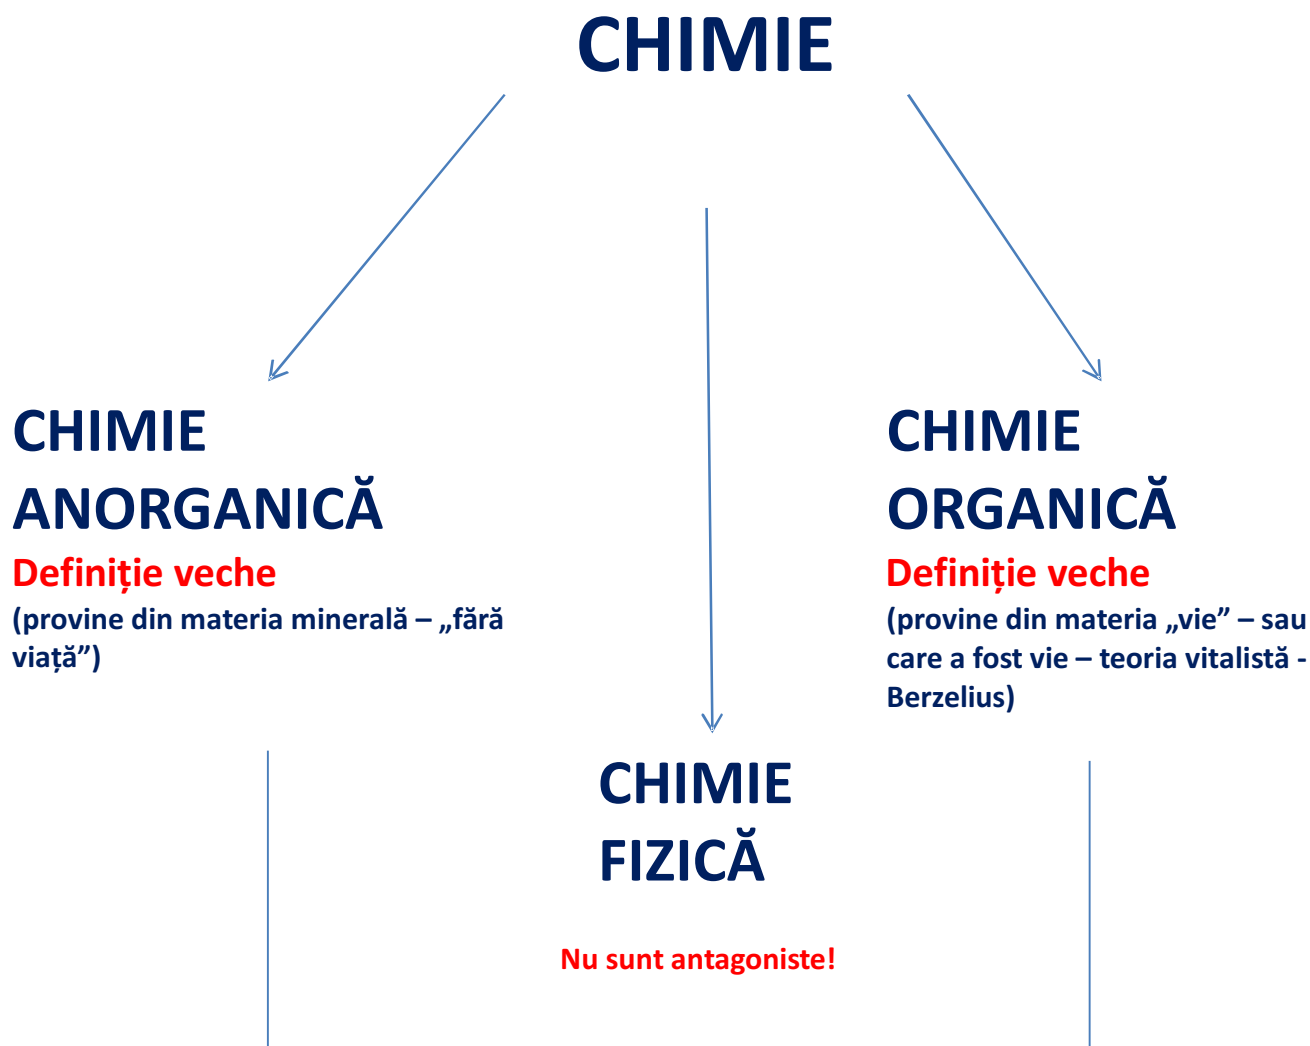 CHIMIE
CHIMIE
ANORGANICĂ
Definiție veche
(provine din materia minerală – „fără
viață”)
CHIMIE
ORGANICĂ
Definiție veche
(provine din materia „vie” – sau
care a fost vie – teoria vitalistă -
Berzelius)
CHIMIE
FIZICĂ
Nu sunt antagoniste!